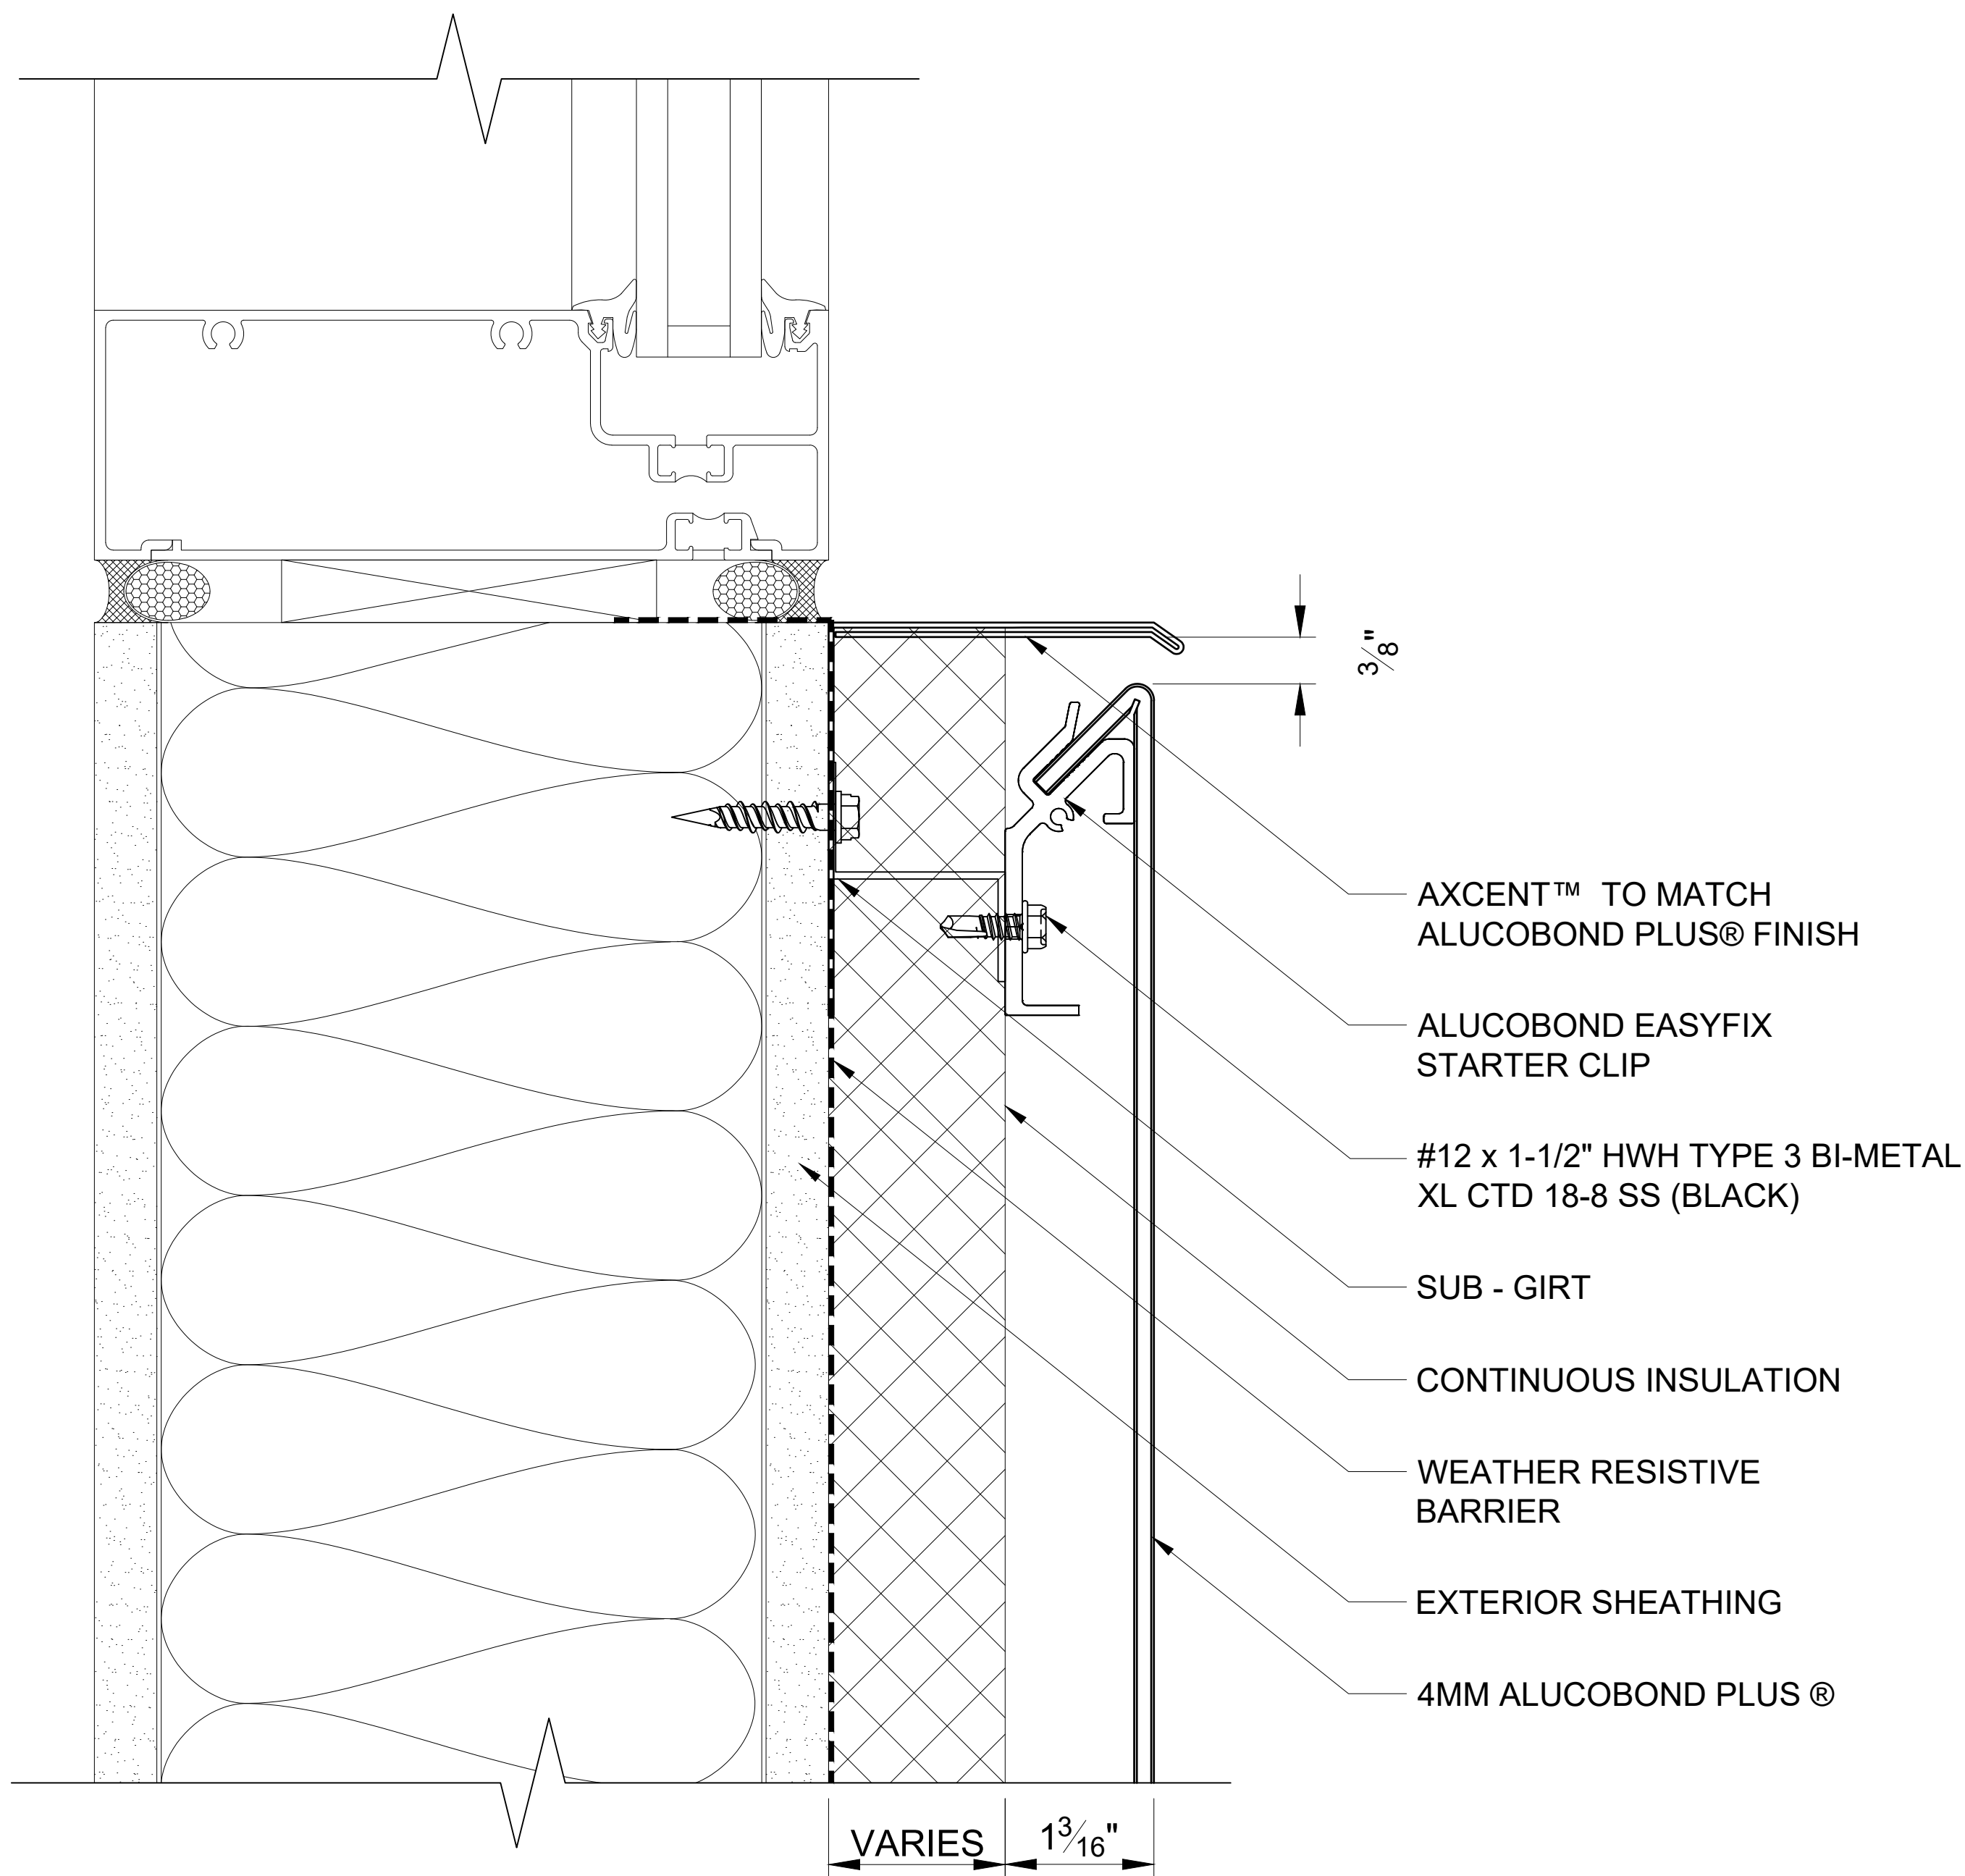 3/8"
AXCENT™ TO MATCH
ALUCOBOND PLUS® FINISH
ALUCOBOND EASYFIX
STARTER CLIP
#12 x 1-1/2" HWH TYPE 3 BI-METAL
XL CTD 18-8 SS (BLACK)
SUB - GIRT
CONTINUOUS INSULATION
WEATHER RESISTIVE
BARRIER
EXTERIOR SHEATHING
4MM ALUCOBOND PLUS ®
VARIES
1 3/16"